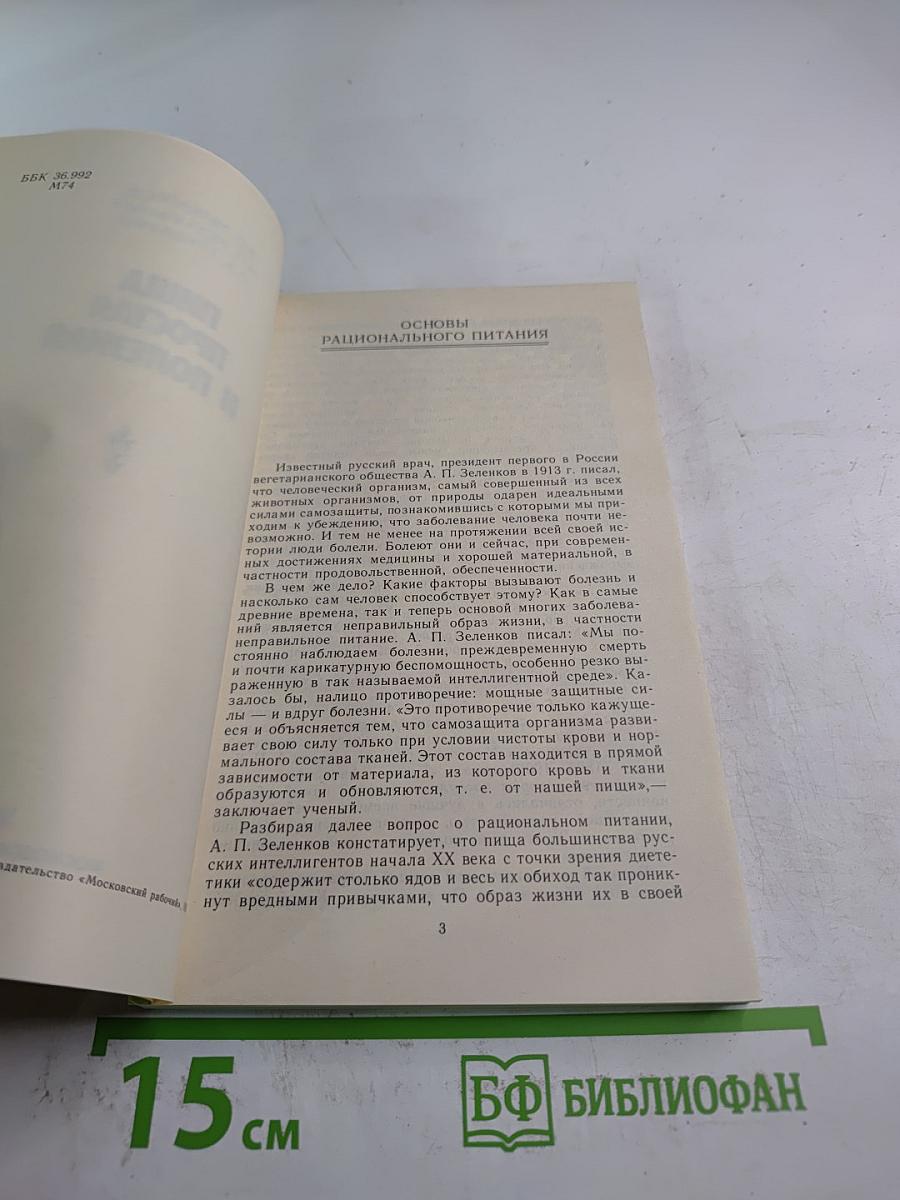 ББК 36.992
М74
здательство «Московский рабочий»,
ОСНОВЫ
РАЦИОНАЛЬНОГО ПИТАНИЯ
Известный русский врач, президент первого в России
вегетарианского общества А. П. Зеленков в 1913 г. писал,
что человеческий организм, самый совершенный из всех
животных организмов, от природы одарен идеальными
силами самозащиты, познакомившись с которыми мы при-
ходим к убеждению, что заболевание человека почти не-
возможно. И тем не менее на протяжении всей своей ис-
тории люди болели. Болеют они и сейчас, при современ-
ных достижениях медицины и хорошей материальной, в
частности продовольственной, обеспеченности.
В чем же дело? Какие факторы вызывают болезнь и
насколько сам человек способствует этому? Как в самые
древние времена, так и теперь основой многих заболева-
ний является неправильный образ жизни, в частности
неправильное питание. А. П. Зеленков писал: «Мы по-
стоянно наблюдаем болезни, преждевременную смерть
и почти карикатурную беспомощность, особенно резко вы-
раженную в так называемой интеллигентной среде». Ка-
залось бы, налицо противоречие: мощные защитные си-
лы — и вдруг болезни. «Это противоречие только кажуще-
еся и объясняется тем, что самозащита организма разви-
вает свою силу только при условии чистоты крови и нор-
мального состава тканей. Этот состав находится в прямой
зависимости от материала, из которого кровь и ткани
образуются и обновляются, т. е. от нашей пищи»,—
заключает ученый.
Разбирая далее вопрос о рациональном питании,
А. П. Зеленков констатирует, что пища большинства рус-
ских интеллигентов начала XX века с точки зрения диете-
тики «содержит столько ядов и весь их обиход так проник-
нут вредными привычками, что образ жизни их в своей
3
15 см
БФ БИБЛИОФАН